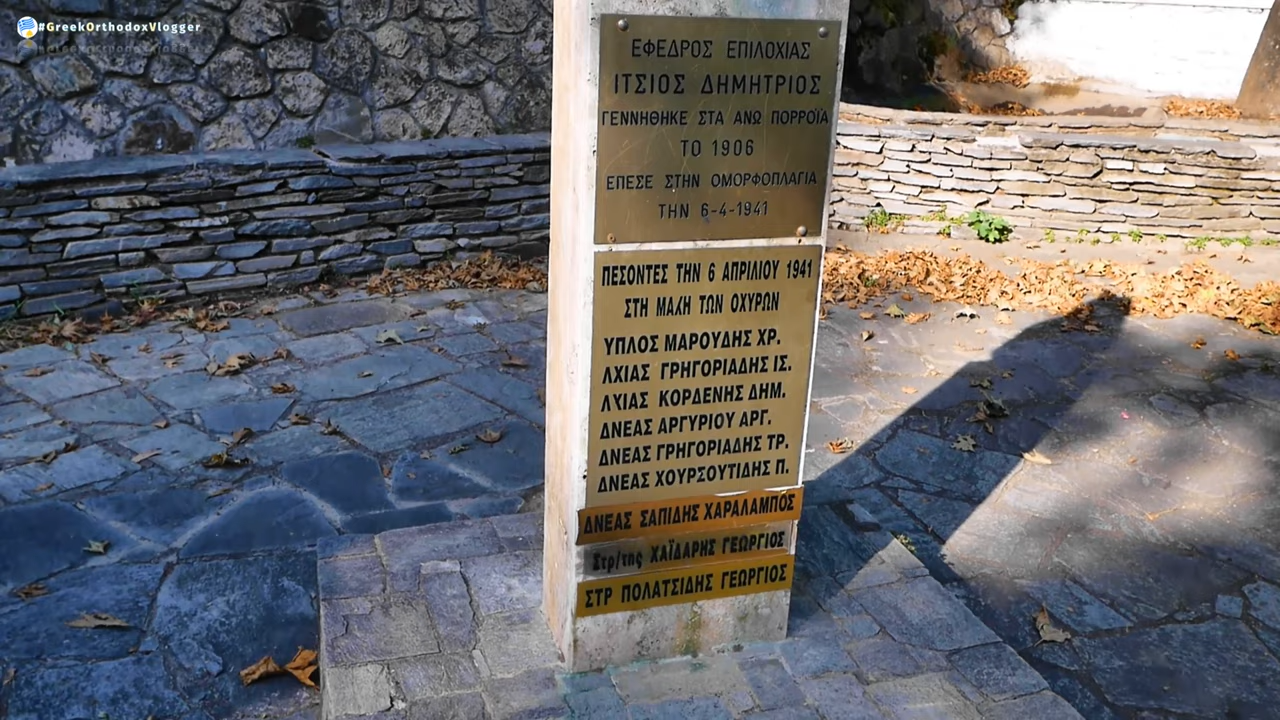 #GreekOrthodoxVlogger
ΕΦΕΔΡΟΣ ΕΠΙΛΟΧΙΑΣ
ΙΤΣΙΟΣ ΔΗΜΗΤΡΙΟΣ
ΓΕΝΝΗΘΗΚΕ ΣΤΑ ΑΝΩ ΠΟΡΡΟΪΑ
ΤΟ 1906
ΕΠΕΣΕ ΣΤΗΝ ΟΜΟΡΦΟΠΛΑΓΙΑ
ΤΗΝ 6-4-1941
ΠΕΣΟΝΤΕΣ ΤΗΝ 6 ΑΠΡΙΛΙΟΥ 1941
ΣΤΗ ΜΑΧΗ ΤΩΝ ΟΧΥΡΩΝ
ΥΠΛΟΣ ΜΑΡΟΥΔΗΣ ΧΡ.
ΛΧΙΑΣ ΓΡΗΓΟΡΙΑΔΗΣ ΙΣ.
ΛΧΙΑΣ ΚΟΡΔΕΝΗΣ ΔΗΜ.
ΔΝΕΑΣ ΑΡΓΥΡΙΟΥ ΑΡΓ.
ΔΝΕΑΣ ΓΡΗΓΟΡΙΑΔΗΣ ΤΡ.
ΔΝΕΑΣ ΧΟΥΡΣΟΥΤΙΔΗΣ Π.
ΔΝΕΑΣ ΣΑΠΙΔΗΣ ΧΑΡΑΛΑΜΠΟΣ
Στρ/της ΧΑΪΔΑΡΗΣ ΓΕΩΡΓΙΟΣ
ΣΤΡ ΠΟΛΑΤΣΙΔΗΣ ΓΕΩΡΓΙΟΣ